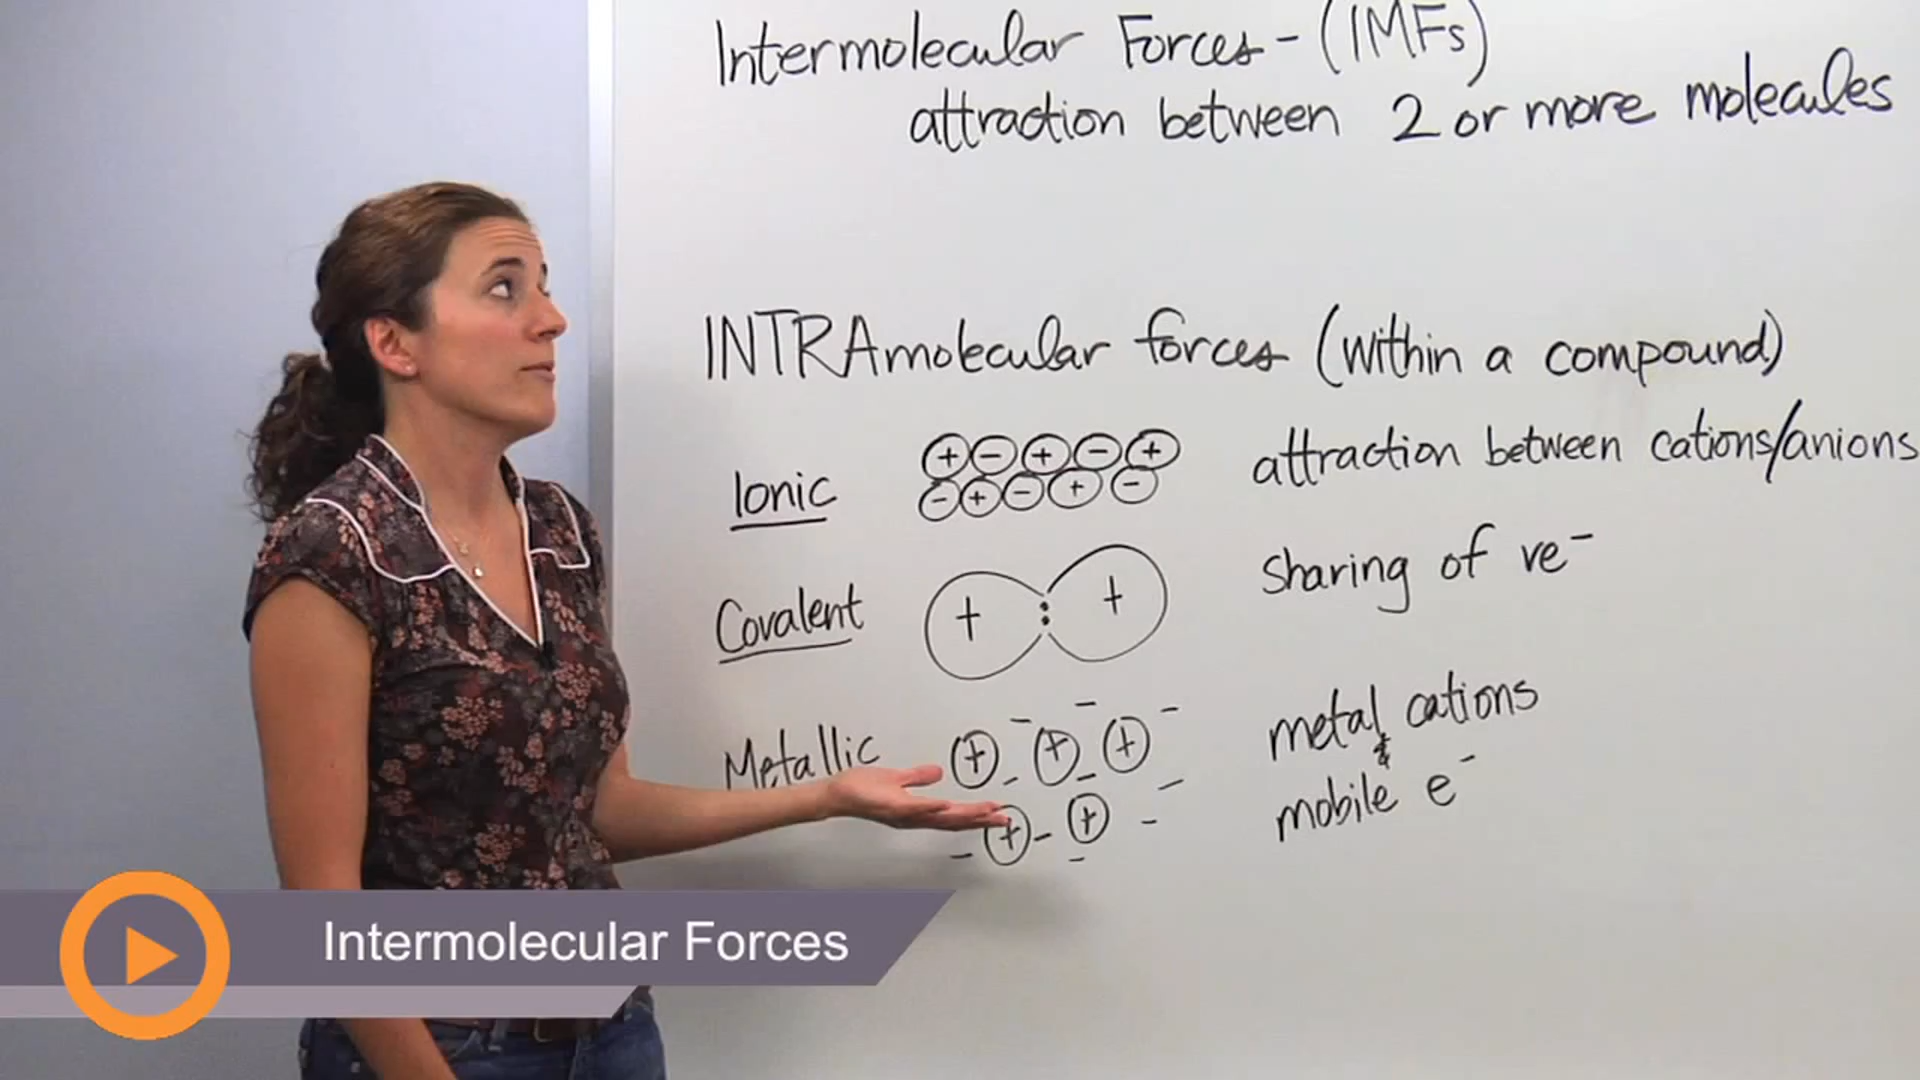 Intermolecular Forces - (IMFs)
attraction between 2 or more molecules
INTRAmolecular forces (within a compound)
Ionic
+ - + - +
- + - + -
attraction between cations/anions
Covalent
+ : +
sharing of ve⁻
Metallic
+ - + - + -
- -
+ - + - -
- -
metal cations
&
mobile e⁻
Intermolecular Forces